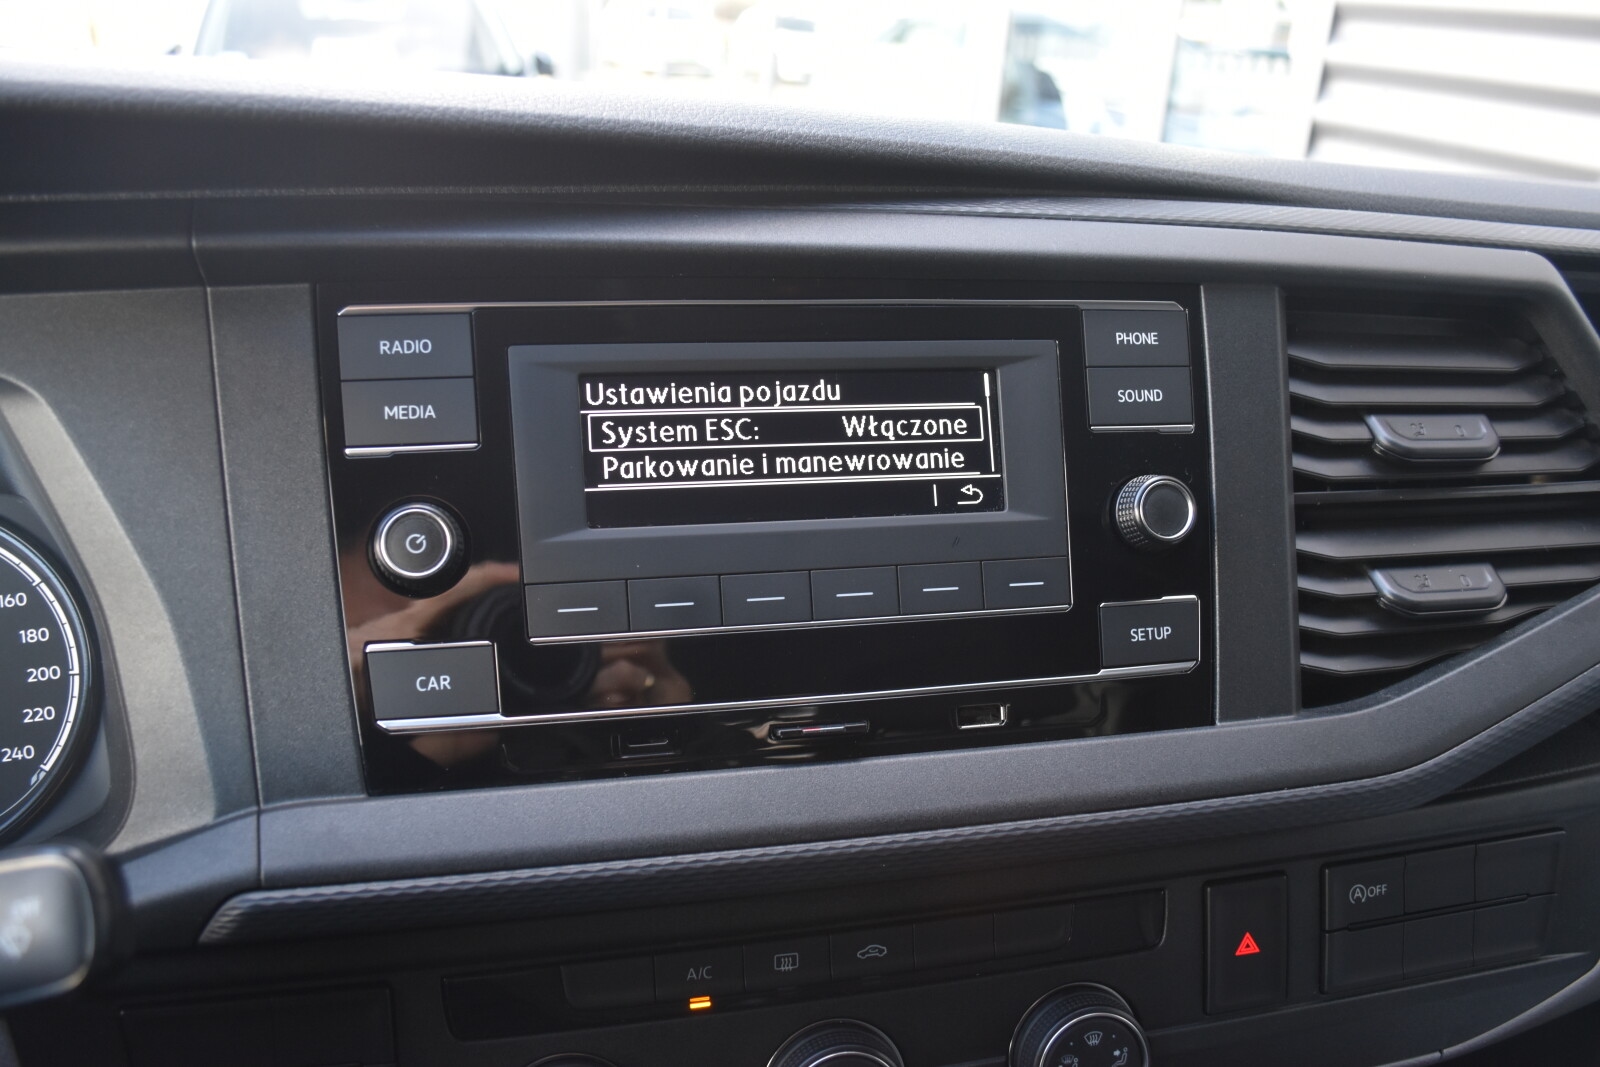 RADIO
MEDIA
PHONE
SOUND
Ustawienia pojazdu
System ESC: Włączone
Parkowanie i manewrowanie
CAR
SETUP
160
180
200
220
240
A/C
A OFF